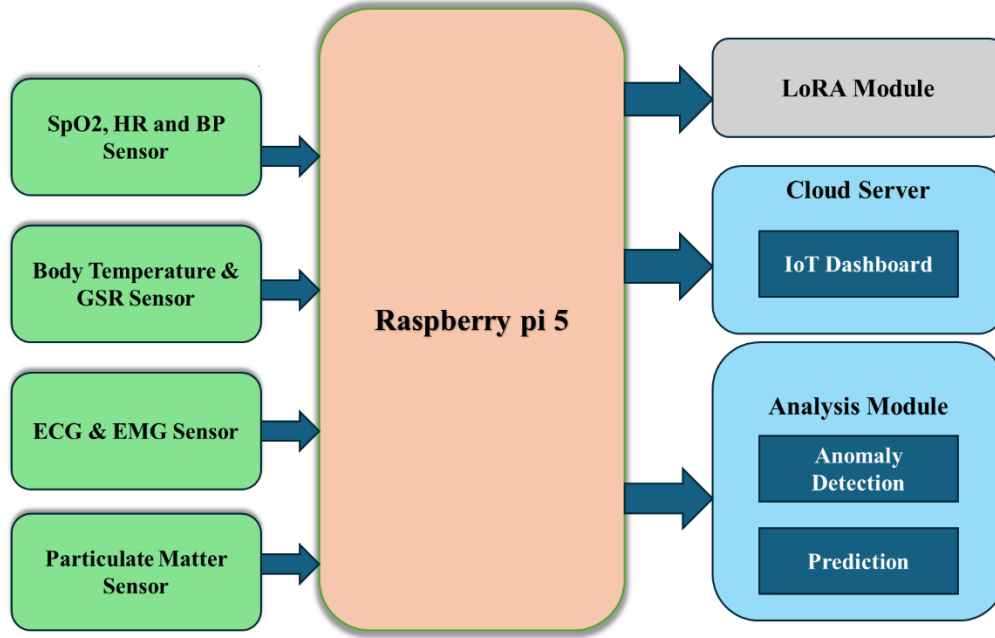 SpO2, HR and BP
Sensor
Body Temperature &
GSR Sensor
ECG & EMG Sensor
Particulate Matter
Sensor
Raspberry pi 5
LoRA Module
Cloud Server
IoT Dashboard
Analysis Module
Anomaly
Detection
Prediction